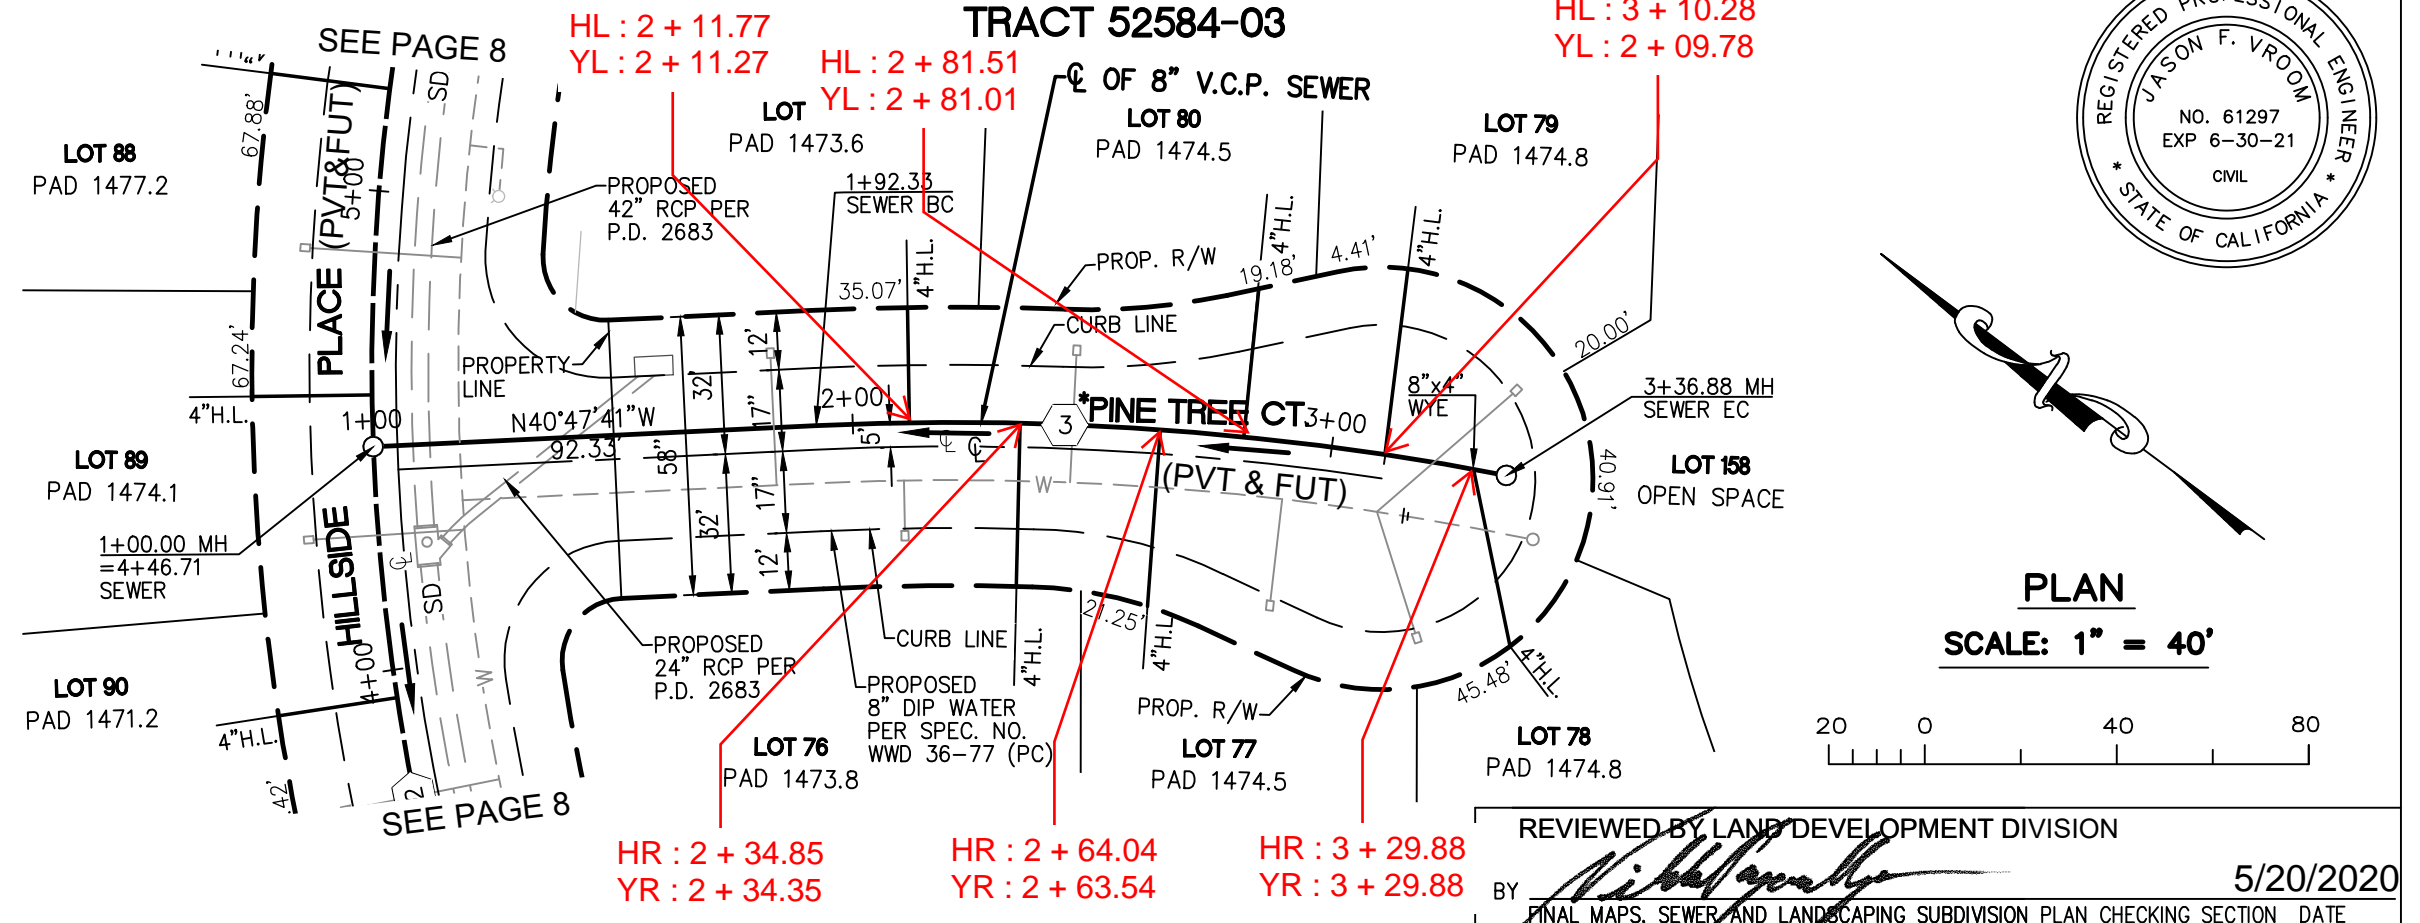 TRACT 52584-03
SEE PAGE 8
HL : 2 + 11.77
YL : 2 + 11.27
HL : 2 + 81.51
YL : 2 + 81.01
HL : 3 + 10.28
YL : 2 + 09.78
℄ OF 8" V.C.P. SEWER
LOT 88
PAD 1477.2
67.88'
PLACE (PVT&FUT)
5+00
SD
LOT
PAD 1473.6
LOT 80
PAD 1474.5
LOT 79
PAD 1474.8
PROPOSED
42" RCP PER
P.D. 2683
1+92.33
SEWER BC
4"H.L.
4"H.L.
4"H.L.
PROP. R/W
19.18'
4.41'
35.07'
CURB LINE
20.00'
67.24'
PROPERTY
LINE
12'
32'
17"
4"H.L.
1+00
N40°47'41"W
92.33'
2+00
5'
58"
℄
℄
3
*PINE TREE CT.
3+00
(PVT & FUT)
8"x4"
WYE
3+36.88 MH
SEWER EC
LOT 89
PAD 1474.1
LOT 158
OPEN SPACE
40.91'
1+00.00 MH
=4+46.71
SEWER
HILLSIDE
℄
SD
W
17"
32'
12'
W
4+00
21.25'
45.48'
4"H.L.
4"H.L.
4"H.L.
CURB LINE
PROPOSED
24" RCP PER
P.D. 2683
PROPOSED
8" DIP WATER
PER SPEC. NO.
WWD 36-77 (PC)
PROP. R/W
LOT 90
PAD 1471.2
4"H.L.
.42'
2
SEE PAGE 8
LOT 76
PAD 1473.8
LOT 77
PAD 1474.5
LOT 78
PAD 1474.8
HR : 2 + 34.85
YR : 2 + 34.35
HR : 2 + 64.04
YR : 2 + 63.54
HR : 3 + 29.88
YR : 3 + 29.88
REGISTERED PROFESSIONAL ENGINEER
JASON F. VROOM
NO. 61297
EXP 6-30-21
CIVIL
* STATE OF CALIFORNIA *
PLAN
SCALE: 1" = 40'
20 0 40 80
REVIEWED BY LAND DEVELOPMENT DIVISION
BY 5/20/2020
FINAL MAPS, SEWER AND LANDSCAPING SUBDIVISION PLAN CHECKING SECTION DATE